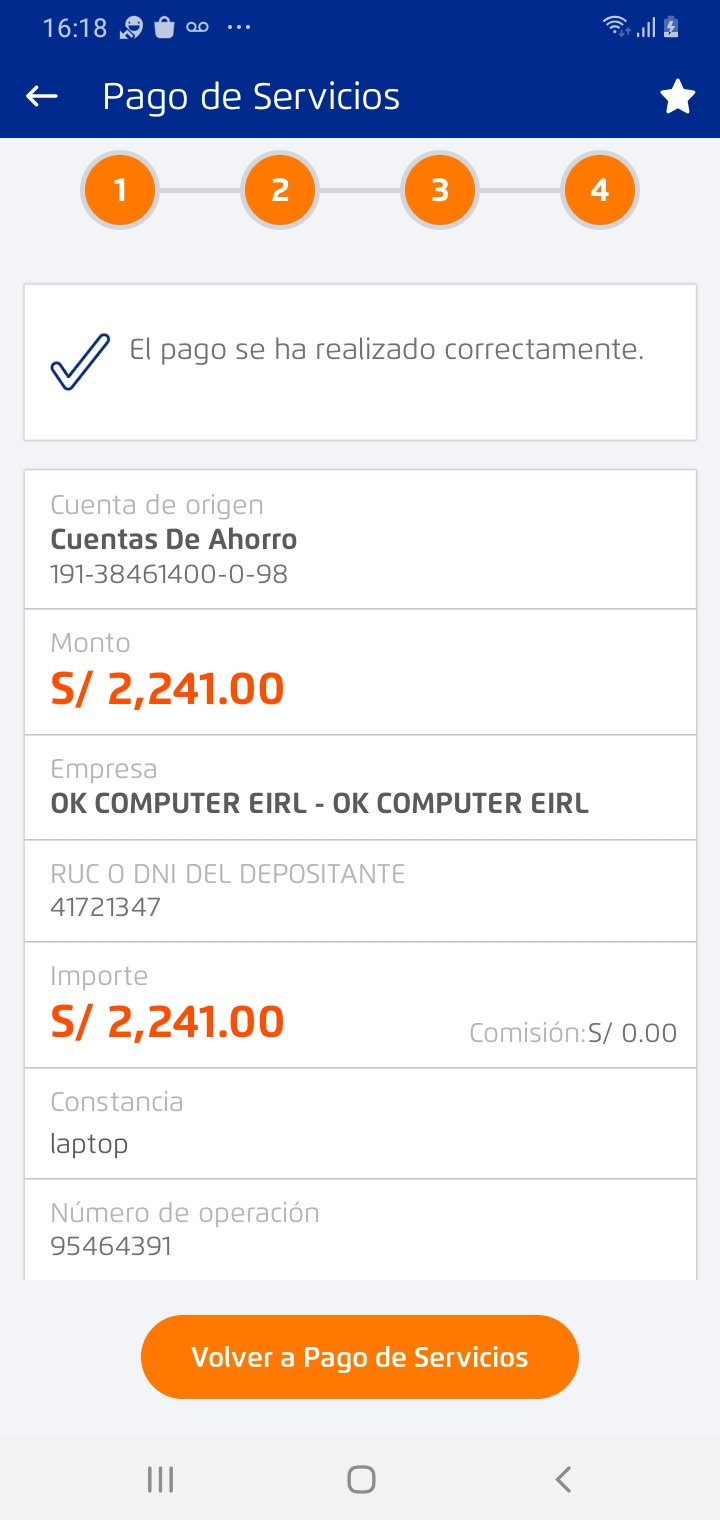 16:18
Pago de Servicios
1 2 3 4
El pago se ha realizado correctamente.
Cuenta de origen
Cuentas De Ahorro
191-38461400-0-98
Monto
S/ 2,241.00
Empresa
OK COMPUTER EIRL - OK COMPUTER EIRL
RUC O DNI DEL DEPOSITANTE
41721347
Importe
S/ 2,241.00
Comisión:S/ 0.00
Constancia
laptop
Número de operación
95464391
Volver a Pago de Servicios